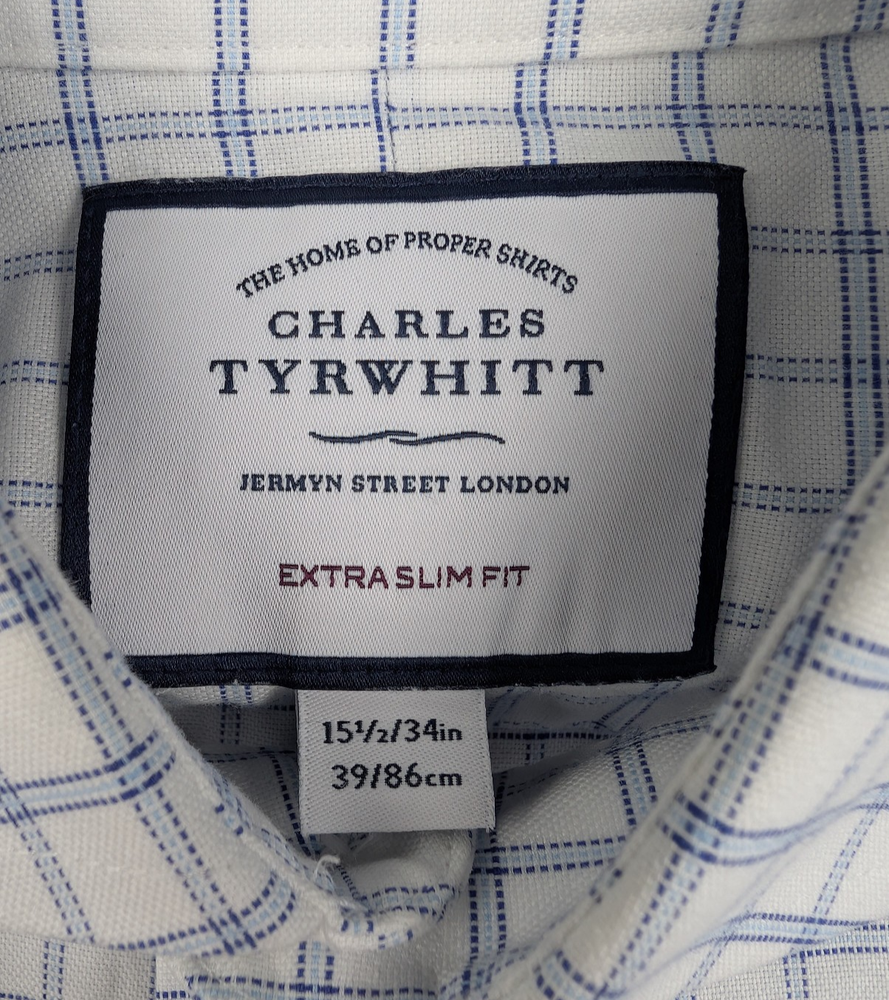 THE HOME OF PROPER SHIRTS
CHARLES
TYRWHITT
JERMYN STREET LONDON
EXTRA SLIM FIT
15½/34in
39/86cm